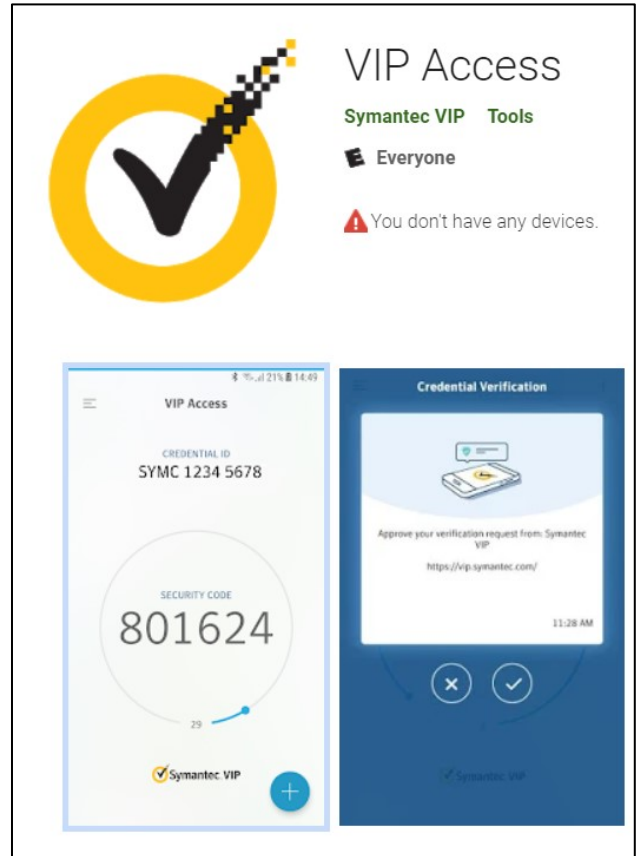 VIP Access
Symantec VIP Tools
E Everyone
You don't have any devices.
21% 14:49
VIP Access
CREDENTIAL ID
SYMC 1234 5678
SECURITY CODE
801624
29
Symantec VIP
+
Credential Verification
Approve your verification request from: Symantec
VIP
https://vip.symantec.com/
11:28 AM
Symantec VIP